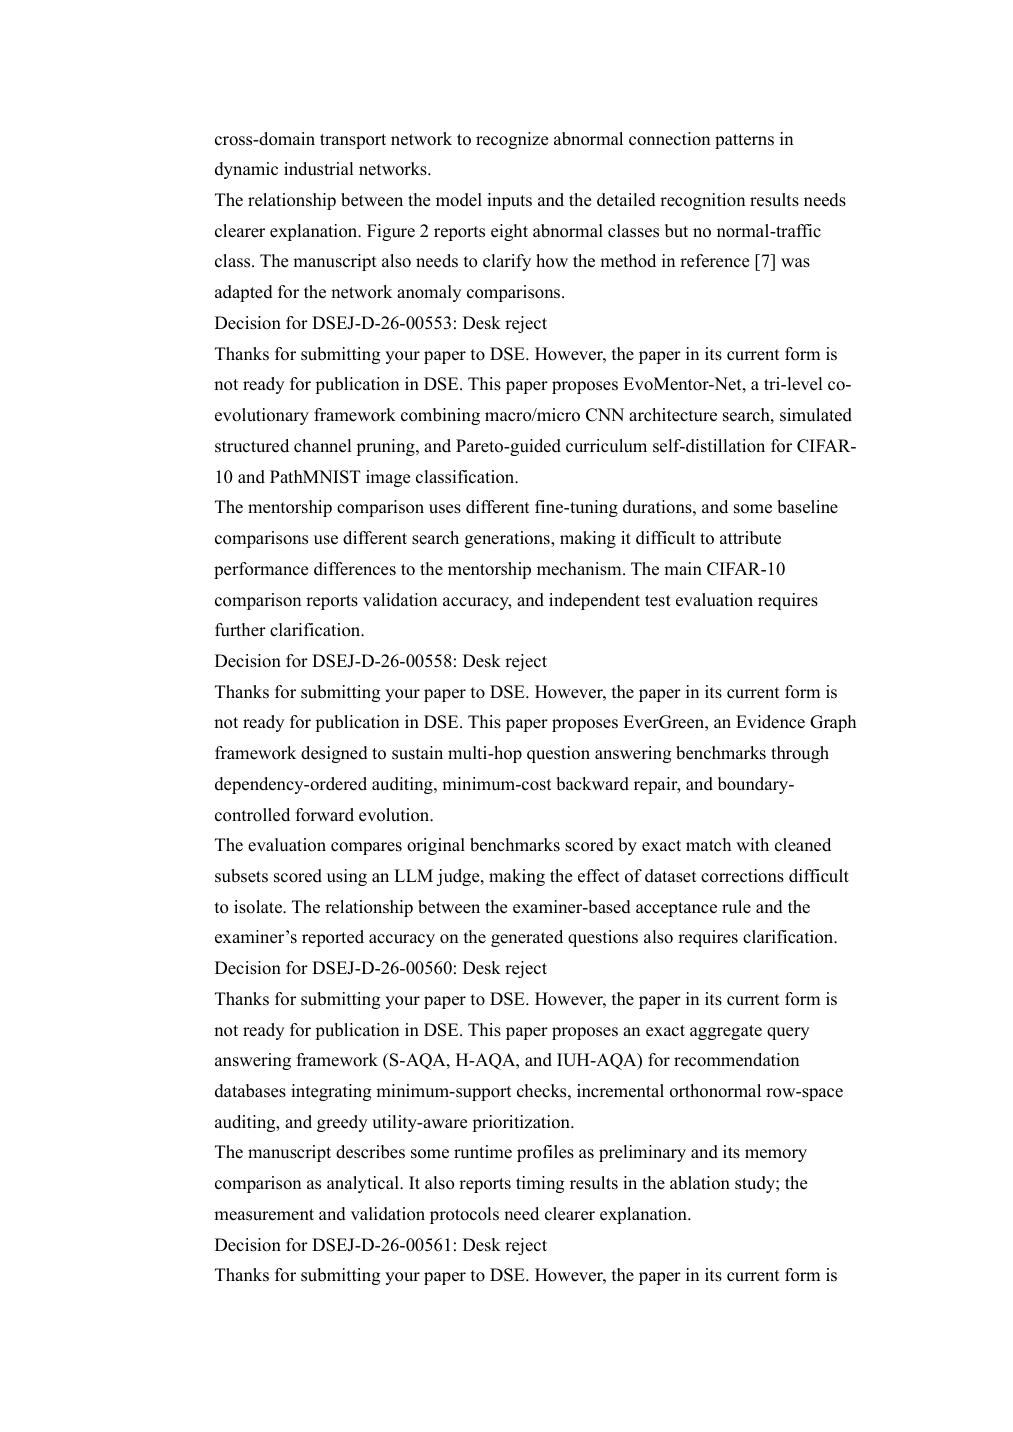 cross-domain transport network to recognize abnormal connection patterns in
dynamic industrial networks.
The relationship between the model inputs and the detailed recognition results needs
clearer explanation. Figure 2 reports eight abnormal classes but no normal-traffic
class. The manuscript also needs to clarify how the method in reference [7] was
adapted for the network anomaly comparisons.
Decision for DSEJ-D-26-00553: Desk reject
Thanks for submitting your paper to DSE. However, the paper in its current form is
not ready for publication in DSE. This paper proposes EvoMentor-Net, a tri-level co-
evolutionary framework combining macro/micro CNN architecture search, simulated
structured channel pruning, and Pareto-guided curriculum self-distillation for CIFAR-
10 and PathMNIST image classification.
The mentorship comparison uses different fine-tuning durations, and some baseline
comparisons use different search generations, making it difficult to attribute
performance differences to the mentorship mechanism. The main CIFAR-10
comparison reports validation accuracy, and independent test evaluation requires
further clarification.
Decision for DSEJ-D-26-00558: Desk reject
Thanks for submitting your paper to DSE. However, the paper in its current form is
not ready for publication in DSE. This paper proposes EverGreen, an Evidence Graph
framework designed to sustain multi-hop question answering benchmarks through
dependency-ordered auditing, minimum-cost backward repair, and boundary-
controlled forward evolution.
The evaluation compares original benchmarks scored by exact match with cleaned
subsets scored using an LLM judge, making the effect of dataset corrections difficult
to isolate. The relationship between the examiner-based acceptance rule and the
examiner’s reported accuracy on the generated questions also requires clarification.
Decision for DSEJ-D-26-00560: Desk reject
Thanks for submitting your paper to DSE. However, the paper in its current form is
not ready for publication in DSE. This paper proposes an exact aggregate query
answering framework (S-AQA, H-AQA, and IUH-AQA) for recommendation
databases integrating minimum-support checks, incremental orthonormal row-space
auditing, and greedy utility-aware prioritization.
The manuscript describes some runtime profiles as preliminary and its memory
comparison as analytical. It also reports timing results in the ablation study; the
measurement and validation protocols need clearer explanation.
Decision for DSEJ-D-26-00561: Desk reject
Thanks for submitting your paper to DSE. However, the paper in its current form is